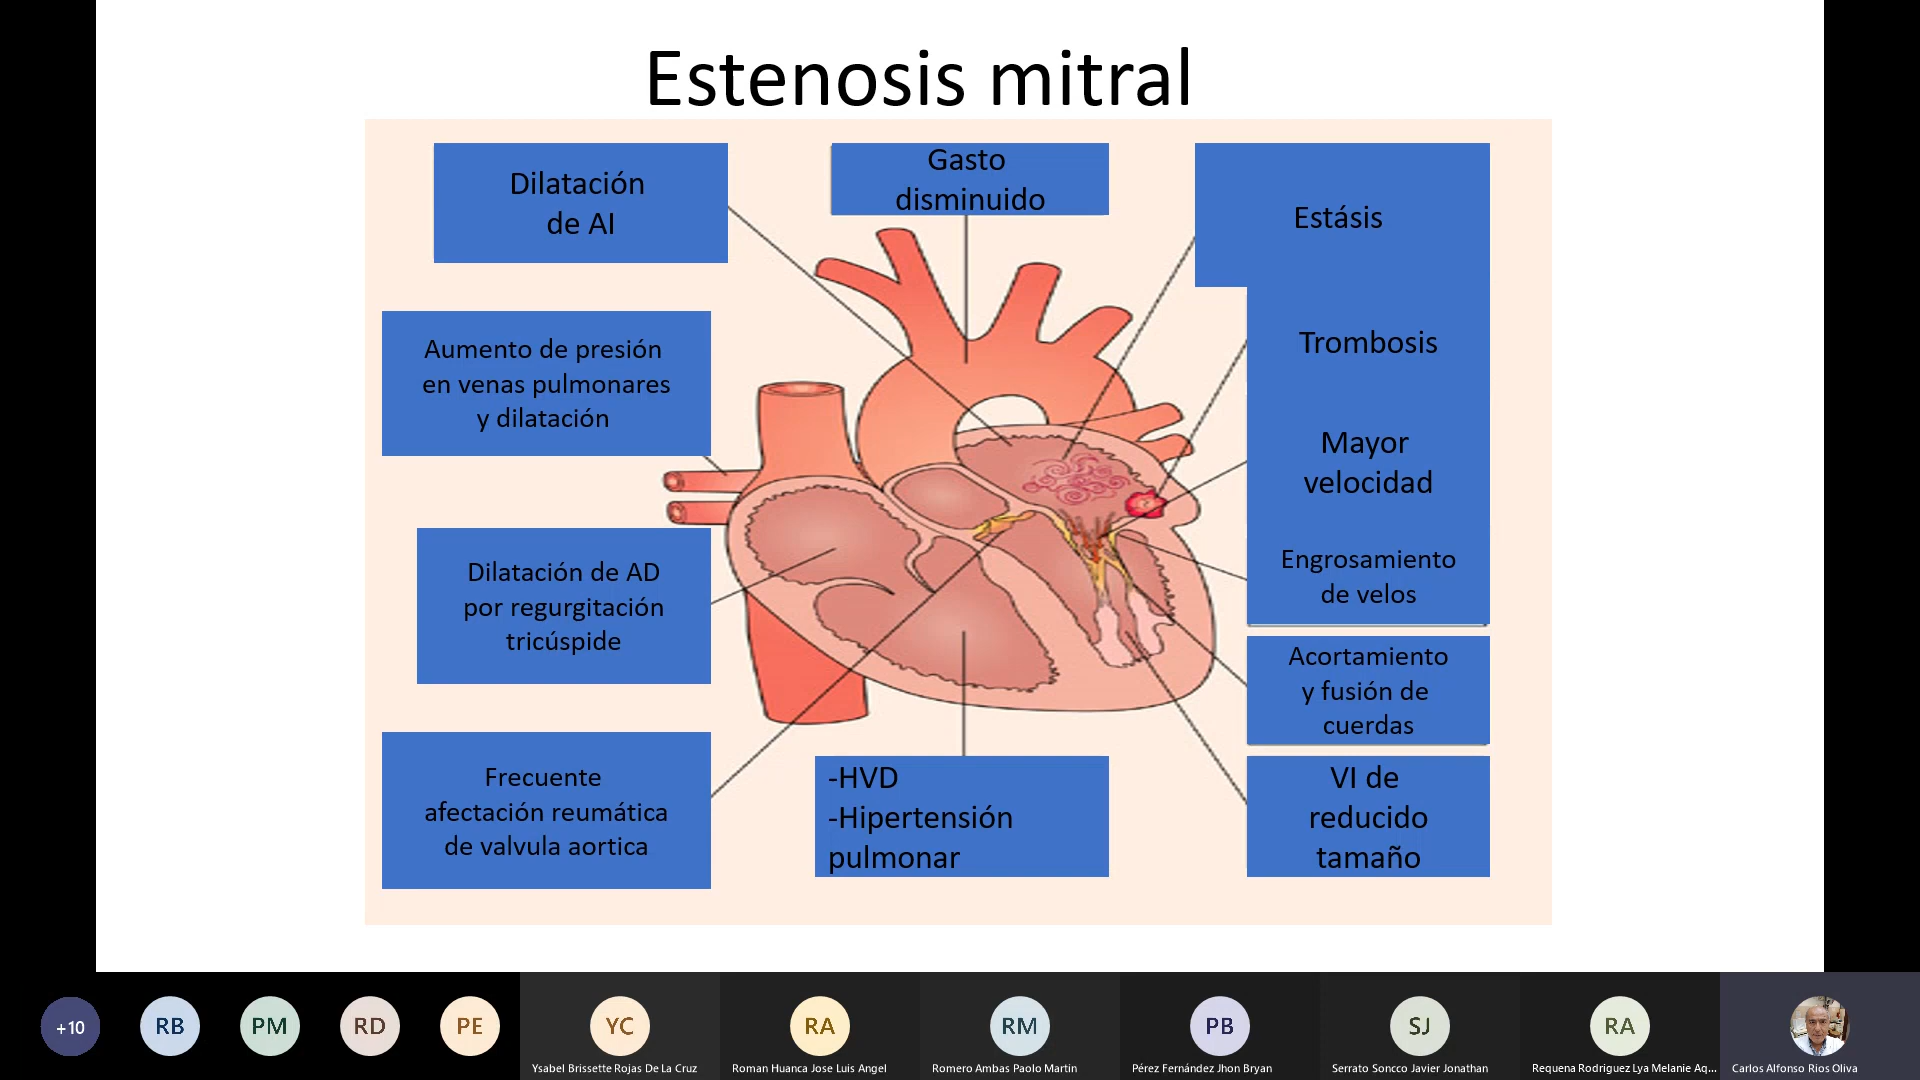 Estenosis mitral
Dilatación
de AI
Gasto
disminuido
Estásis
Aumento de presión
en venas pulmonares
y dilatación
Trombosis
Mayor
velocidad
Dilatación de AD
por regurgitación
tricúspide
Engrosamiento
de velos
Acortamiento
y fusión de
cuerdas
Frecuente
afectación reumática
de valvula aortica
-HVD
-Hipertensión
pulmonar
VI de
reducido
tamaño
+10
RB
PM
RD
PE
YC
RA
RM
PB
SJ
RA
Ysabel Brissette Rojas De La Cruz
Roman Huanca Jose Luis Angel
Romero Ambas Paolo Martin
Pérez Fernández Jhon Bryan
Serrato Soncco Javier Jonathan
Requena Rodriguez Lya Melanie Aq...
Carlos Alfonso Rios Oliva